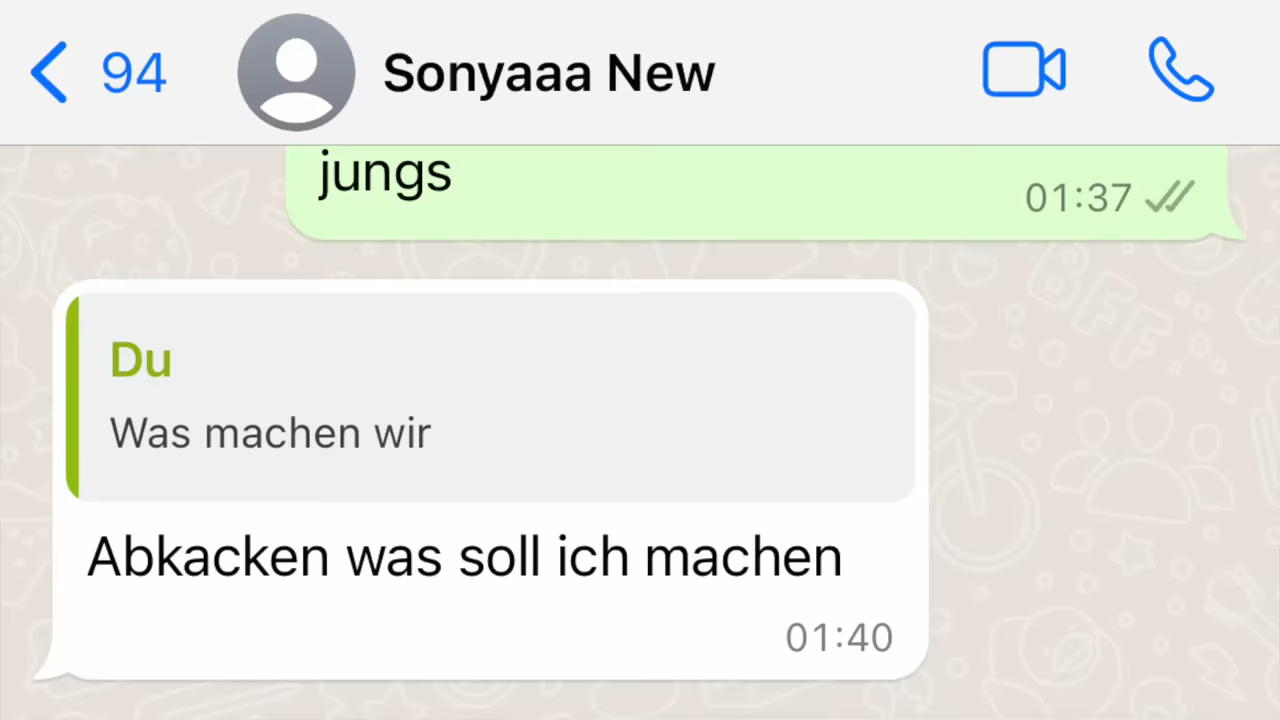 94
Sonyaaa New
jungs
01:37
Du
Was machen wir
Abkacken was soll ich machen
01:40